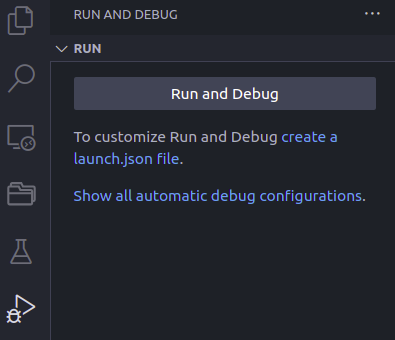 RUN AND DEBUG
RUN
Run and Debug
To customize Run and Debug create a
launch.json file.
Show all automatic debug configurations.